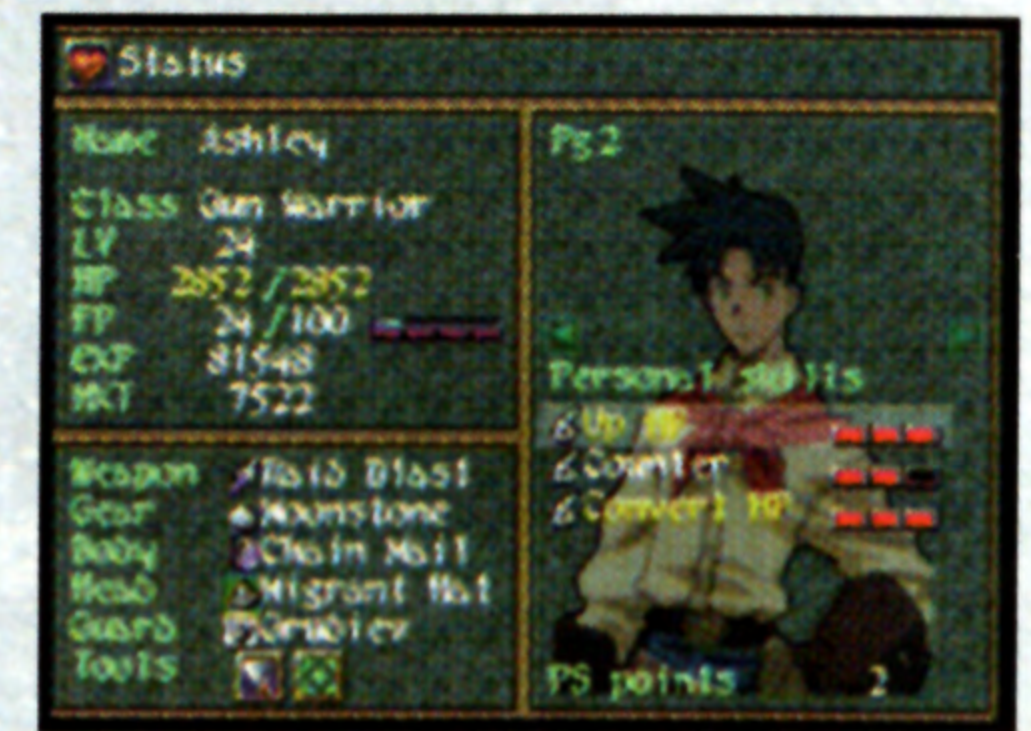 Status
Name Ashley
Class Gun Warrior
LV 24
HP 2852/2852
FP 24/100
EXP 81548
NXT 7522
Weapon Raid Blast
Gear Moonstone
Body Chain Mail
Head Migrant Hat
Guard
Tools
Pg2
Personal skills
Up HP
Counter
Convert MP
PS points 2